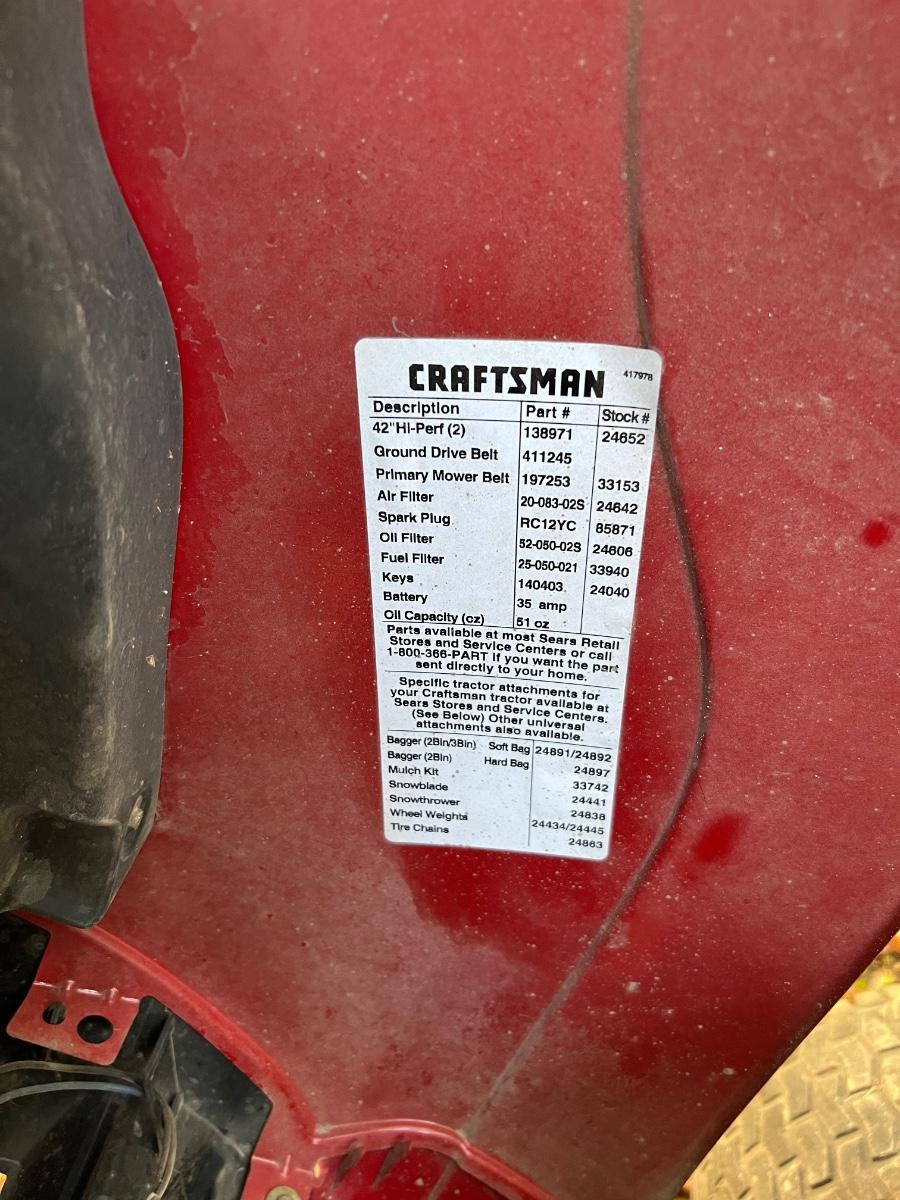 CRAFTSMAN 417978
Description Part # Stock #
42"Hi-Perf (2) 138971 24652
Ground Drive Belt 411245
Primary Mower Belt 197253 33153
Air Filter 20-083-02S 24642
Spark Plug RC12YC 85871
Oil Filter 52-050-02S 24606
Fuel Filter 25-050-021 33940
Keys 140403 24040
Battery 35 amp
Oil Capacity (oz) 51 oz
Parts available at most Sears Retail
Stores and Service Centers or call
1-800-366-PART if you want the part
sent directly to your home.
Specific tractor attachments for
your Craftsman tractor available at
Sears Stores and Service Centers.
(See Below) Other universal
attachments also available.
Bagger (2Bin/3Bin) Soft Bag 24891/24892
Bagger (2Bin) Hard Bag 24897
Mulch Kit 33742
Snowblade 24441
Snowthrower 24838
Wheel Weights 24434/24445
Tire Chains 24863